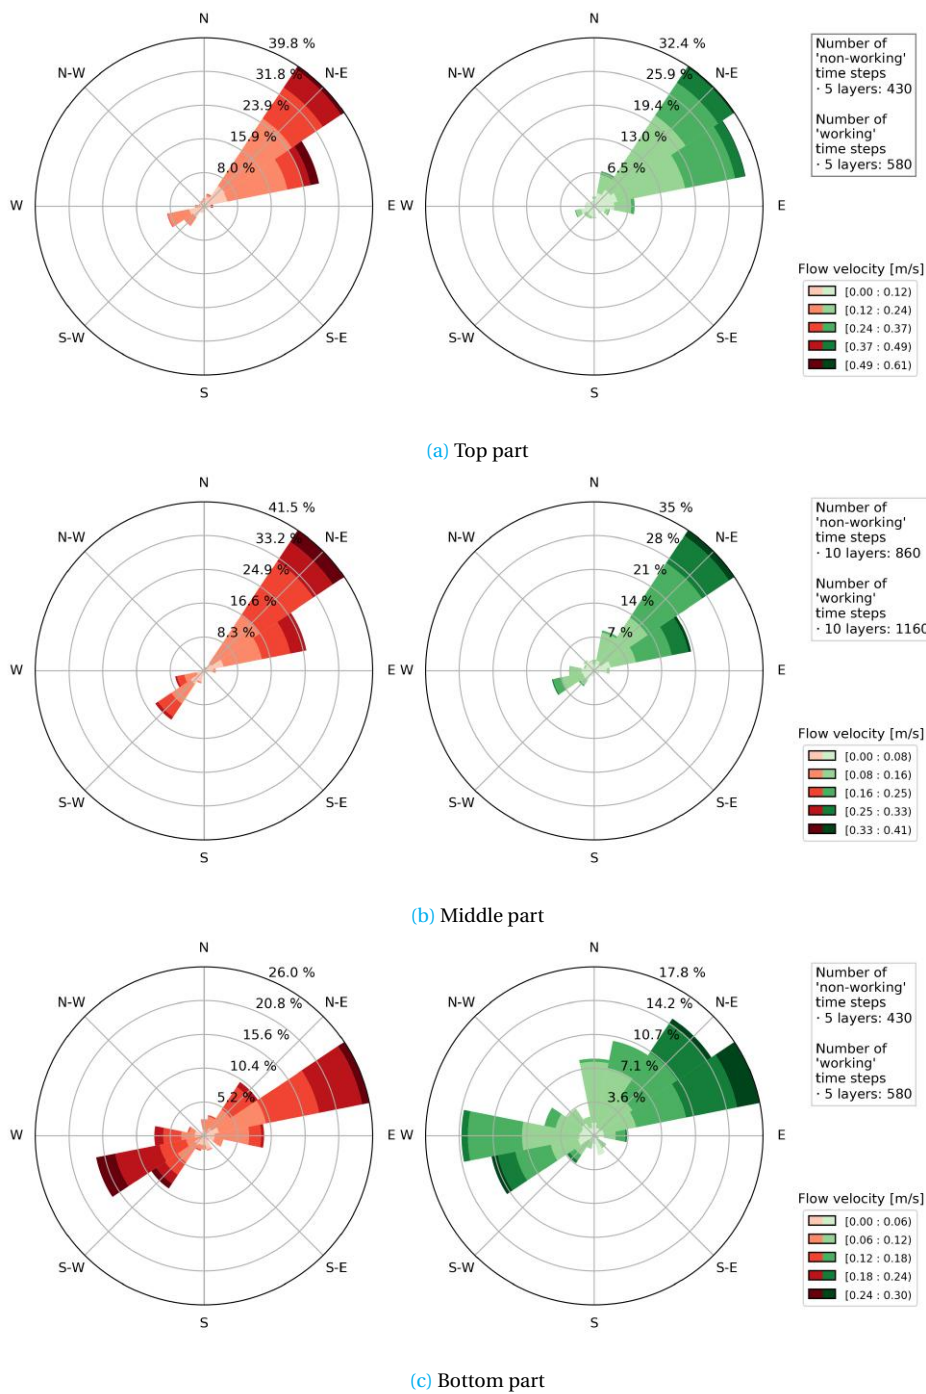 N
N
39.8 %
32.4 %
N-W
31.8 %
N-E
N-W
25.9 %
N-E
23.9 %
19.4 %
15.9 %
13.0 %
8.0 %
6.5 %
W
E
W
E
S-W
S-E
S-W
S-E
S
S
Number of
'non-working'
time steps
· 5 layers: 430
Number of
'working'
time steps
· 5 layers: 580
Flow velocity [m/s]
[0.00 : 0.12)
[0.12 : 0.24)
[0.24 : 0.37)
[0.37 : 0.49)
[0.49 : 0.61)
(a) Top part
N
N
41.5 %
35 %
N-W
33.2 %
N-E
N-W
28 %
N-E
24.9 %
21 %
16.6 %
14 %
8.3 %
7 %
W
E
W
E
S-W
S-E
S-W
S-E
S
S
Number of
'non-working'
time steps
· 10 layers: 860
Number of
'working'
time steps
· 10 layers: 1160
Flow velocity [m/s]
[0.00 : 0.08)
[0.08 : 0.16)
[0.16 : 0.25)
[0.25 : 0.33)
[0.33 : 0.41)
(b) Middle part
N
N
26.0 %
17.8 %
N-W
20.8 %
N-E
N-W
14.2 %
N-E
15.6 %
10.7 %
10.4 %
7.1 %
5.2 %
3.6 %
W
E
W
E
S-W
S-E
S-W
S-E
S
S
Number of
'non-working'
time steps
· 5 layers: 430
Number of
'working'
time steps
· 5 layers: 580
Flow velocity [m/s]
[0.00 : 0.06)
[0.06 : 0.12)
[0.12 : 0.18)
[0.18 : 0.24)
[0.24 : 0.30)
(c) Bottom part